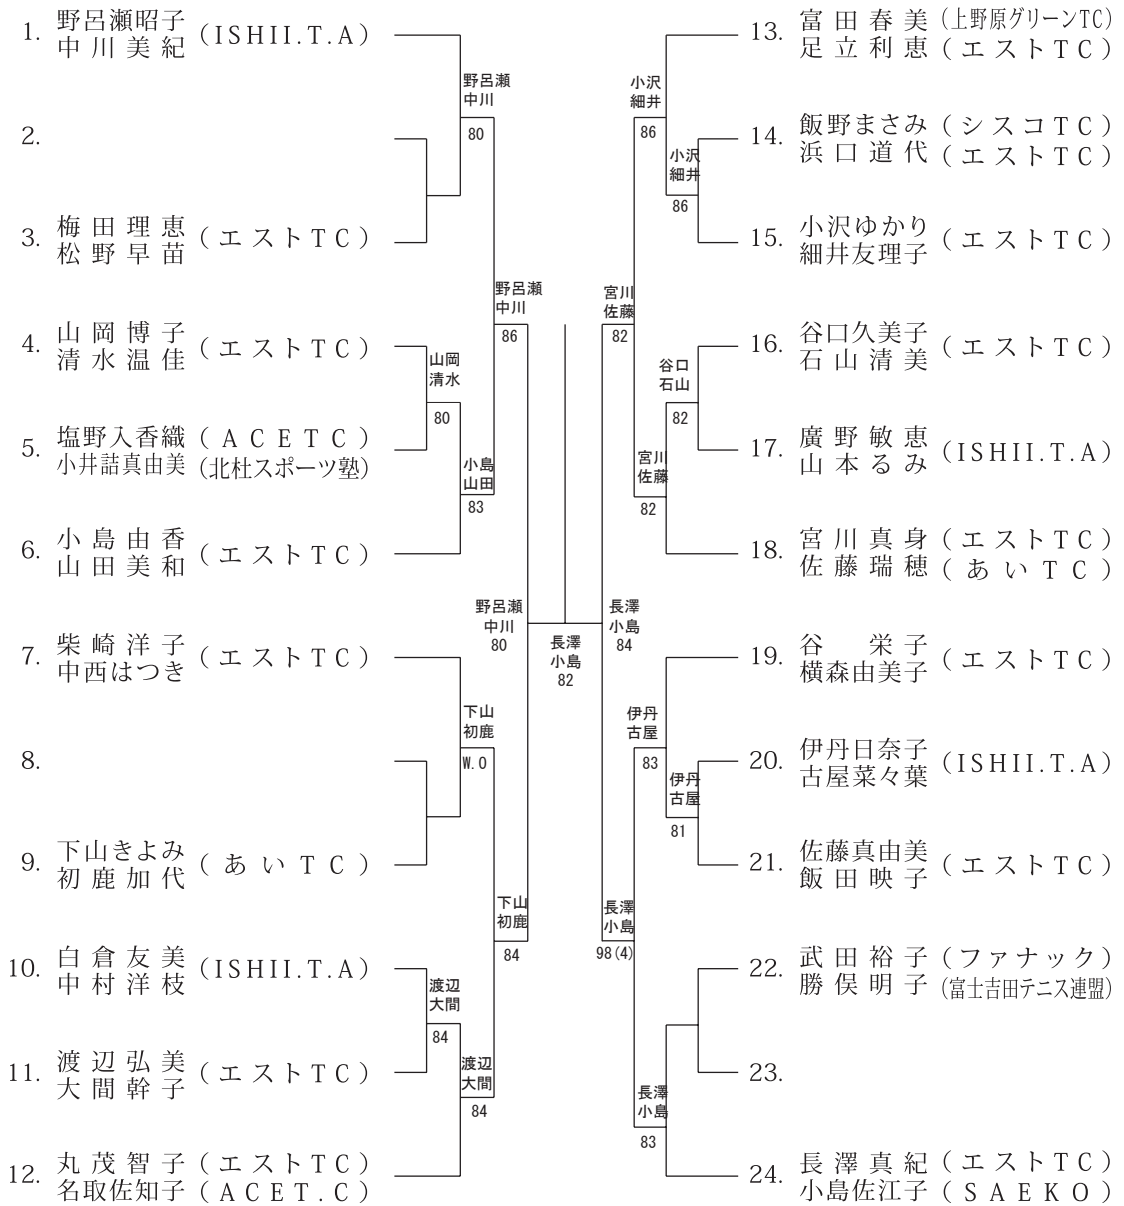 1. 野呂瀬昭子 (ISHII.T.A)
中川美紀
2.
3. 梅田理恵 (エストTC)
松野早苗
4. 山岡博子 (エストTC)
清水温佳
5. 塩野入香織 (ACETC)
小井詰真由美 (北杜スポーツ塾)
6. 小島由香 (エストTC)
山田美和
7. 柴崎洋子 (エストTC)
中西はつき
8.
9. 下山きよみ (あいTC)
初鹿加代
10. 白倉友美 (ISHII.T.A)
中村洋枝
11. 渡辺弘美 (エストTC)
大間幹子
12. 丸茂智子 (エストTC)
名取佐知子 (ACET.C)
野呂瀬
中川
80
山岡
清水
80
小島
山田
83
野呂瀬
中川
86
下山
初鹿
W.O
渡辺
大間
84
渡辺
大間
84
下山
初鹿
84
野呂瀬
中川
80
長澤
小島
82
長澤
小島
84
宮川
佐藤
82
小沢
細井
86
小沢
細井
86
谷口
石山
82
宮川
佐藤
82
伊丹
古屋
83
伊丹
古屋
81
長澤
小島
98(4)
長澤
小島
83
13. 富田春美 (上野原グリーンTC)
足立利恵 (エストTC)
14. 飯野まさみ (シスコTC)
浜口道代 (エストTC)
15. 小沢ゆかり (エストTC)
細井友理子
16. 谷口久美子 (エストTC)
石山清美
17. 廣野敏恵 (ISHII.T.A)
山本るみ
18. 宮川真身 (エストTC)
佐藤瑞穂 (あいTC)
19. 谷栄子 (エストTC)
横森由美子
20. 伊丹日奈子 (ISHII.T.A)
古屋菜々葉
21. 佐藤真由美 (エストTC)
飯田映子
22. 武田裕子 (ファナック)
勝俣明子 (富士吉田テニス連盟)
23.
24. 長澤真紀 (エストTC)
小島佐江子 (SAEKO)